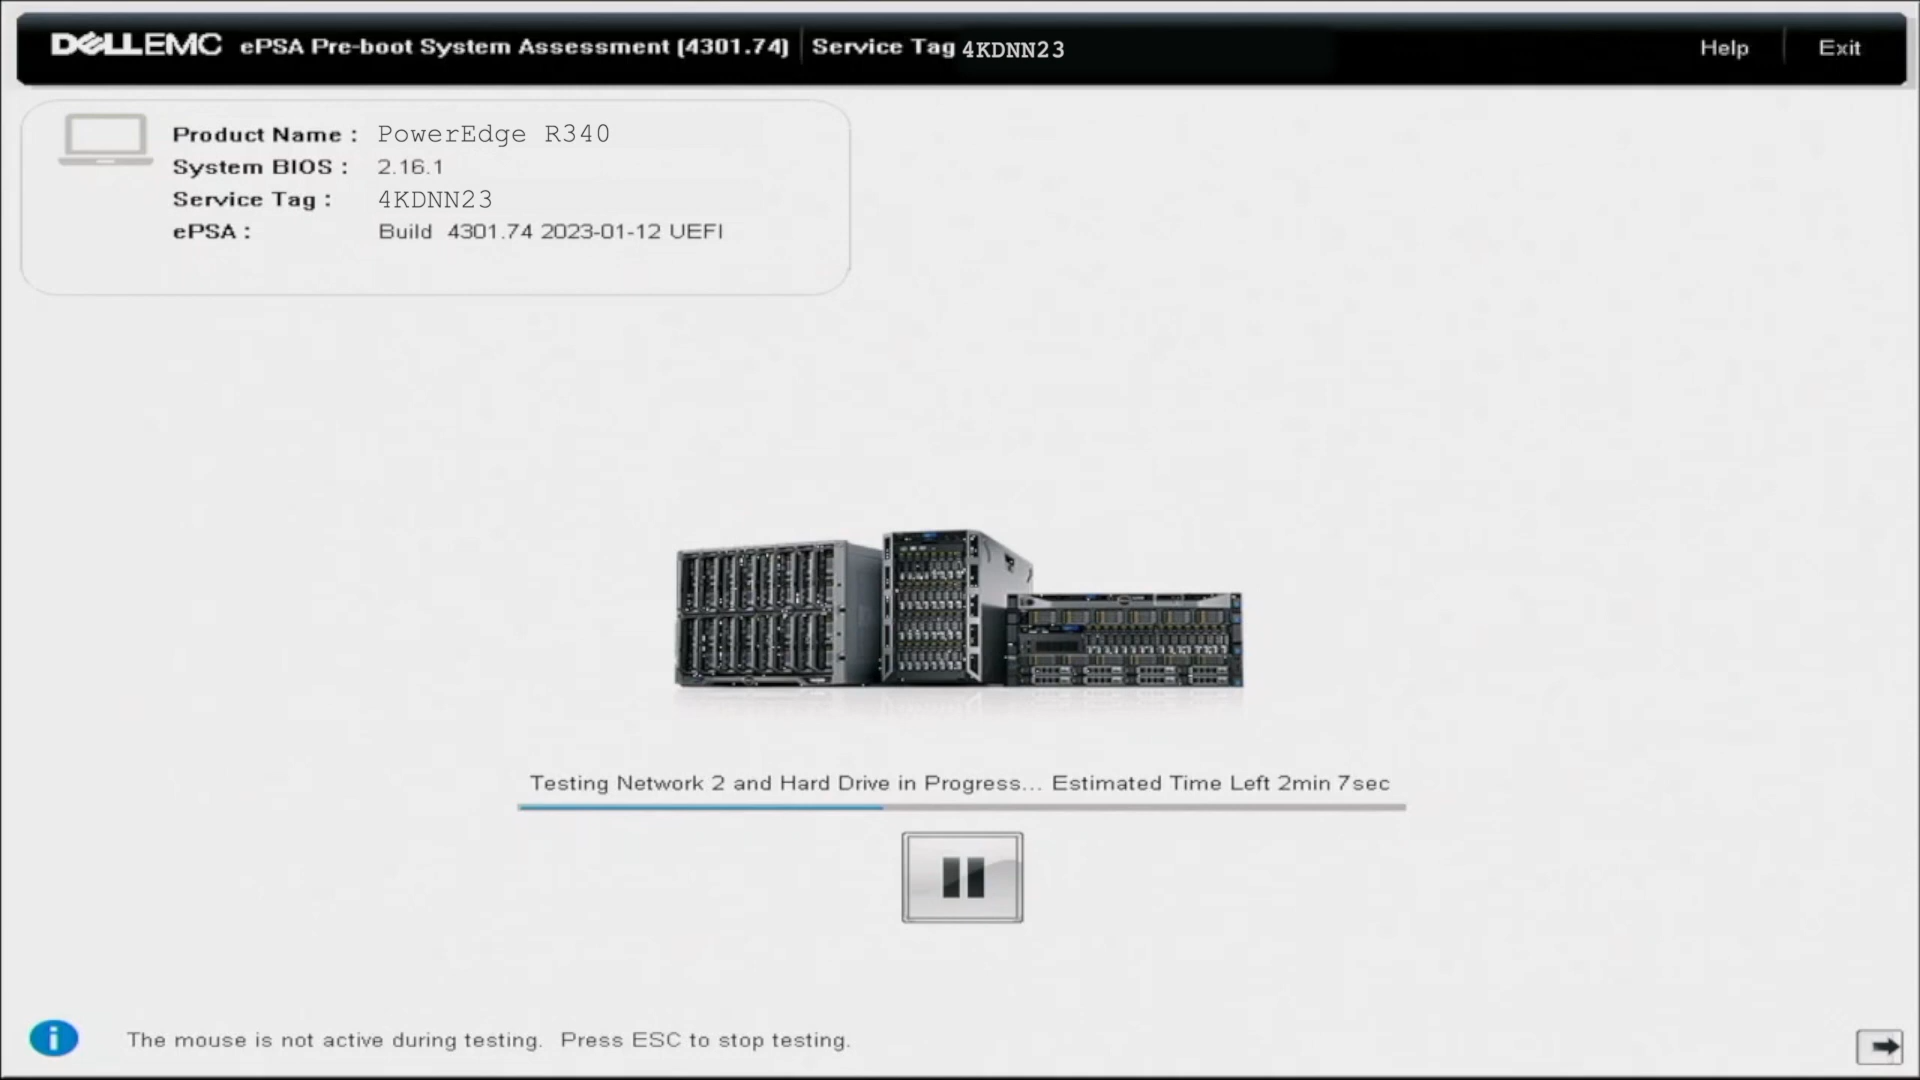 DELLEMC ePSA Pre-boot System Assessment (4301.74) Service Tag 4KDNN23 Help Exit
Product Name : PowerEdge R340
System BIOS : 2.16.1
Service Tag : 4KDNN23
ePSA : Build 4301.74 2023-01-12 UEFI
Testing Network 2 and Hard Drive in Progress... Estimated Time Left 2min 7sec
The mouse is not active during testing. Press ESC to stop testing.